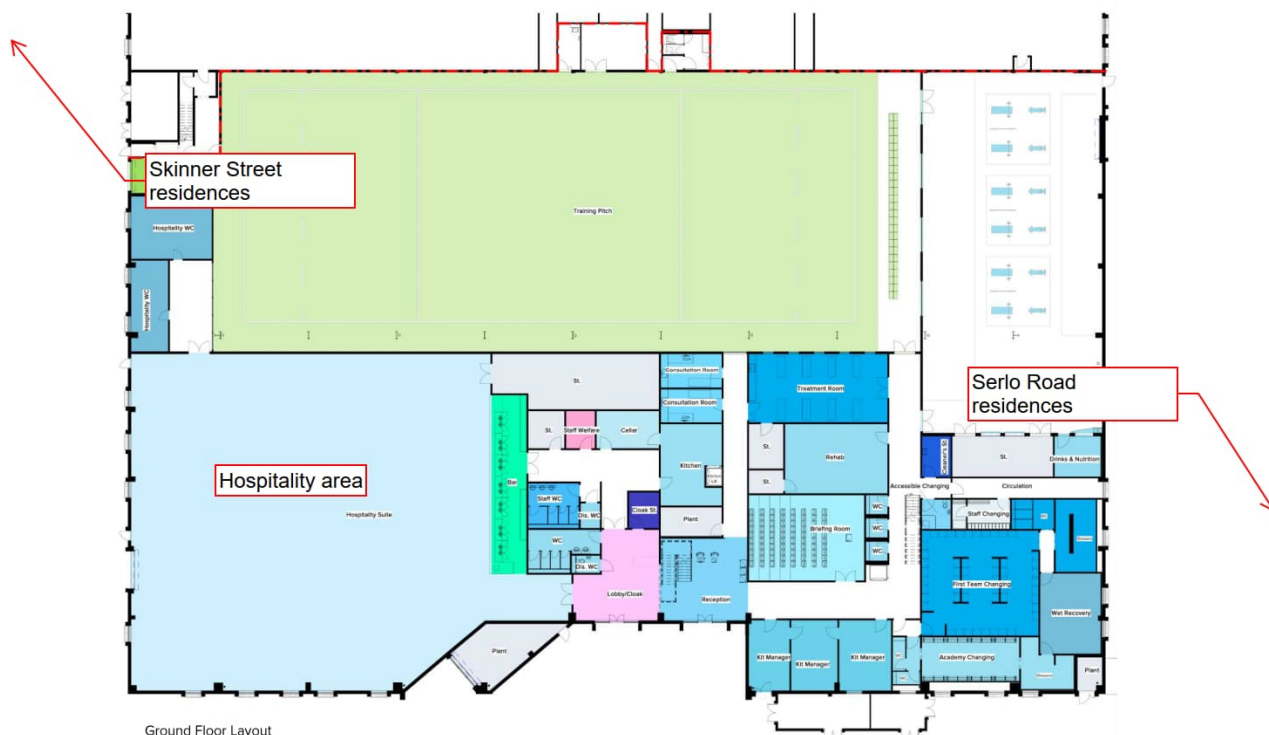 Skinner Street
residences
Hospitality WC
Training Pitch
Hospitality WC
St.
Consultation Room
Treatment Room
Serlo Road
residences
Consultation Room
St.
Staff Welfare
Cellar
St.
Cleaner's St.
St.
Drinks & Nutrition
Hospitality area
Bar
Kitchen
Rehab
St.
Accessible Changing
Circulation
Staff WC
Cloak St.
Hospitality Suite
Dis. WC
Plant
Briefing Room
WC
WC
WC
Staff Changing
WC
Dis. WC
Lobby/Cloak
Reception
First Team Changing
Wet Recovery
Plant
Kit Manager
Kit Manager
Kit Manager
Academy Changing
Plant
Ground Floor Layout